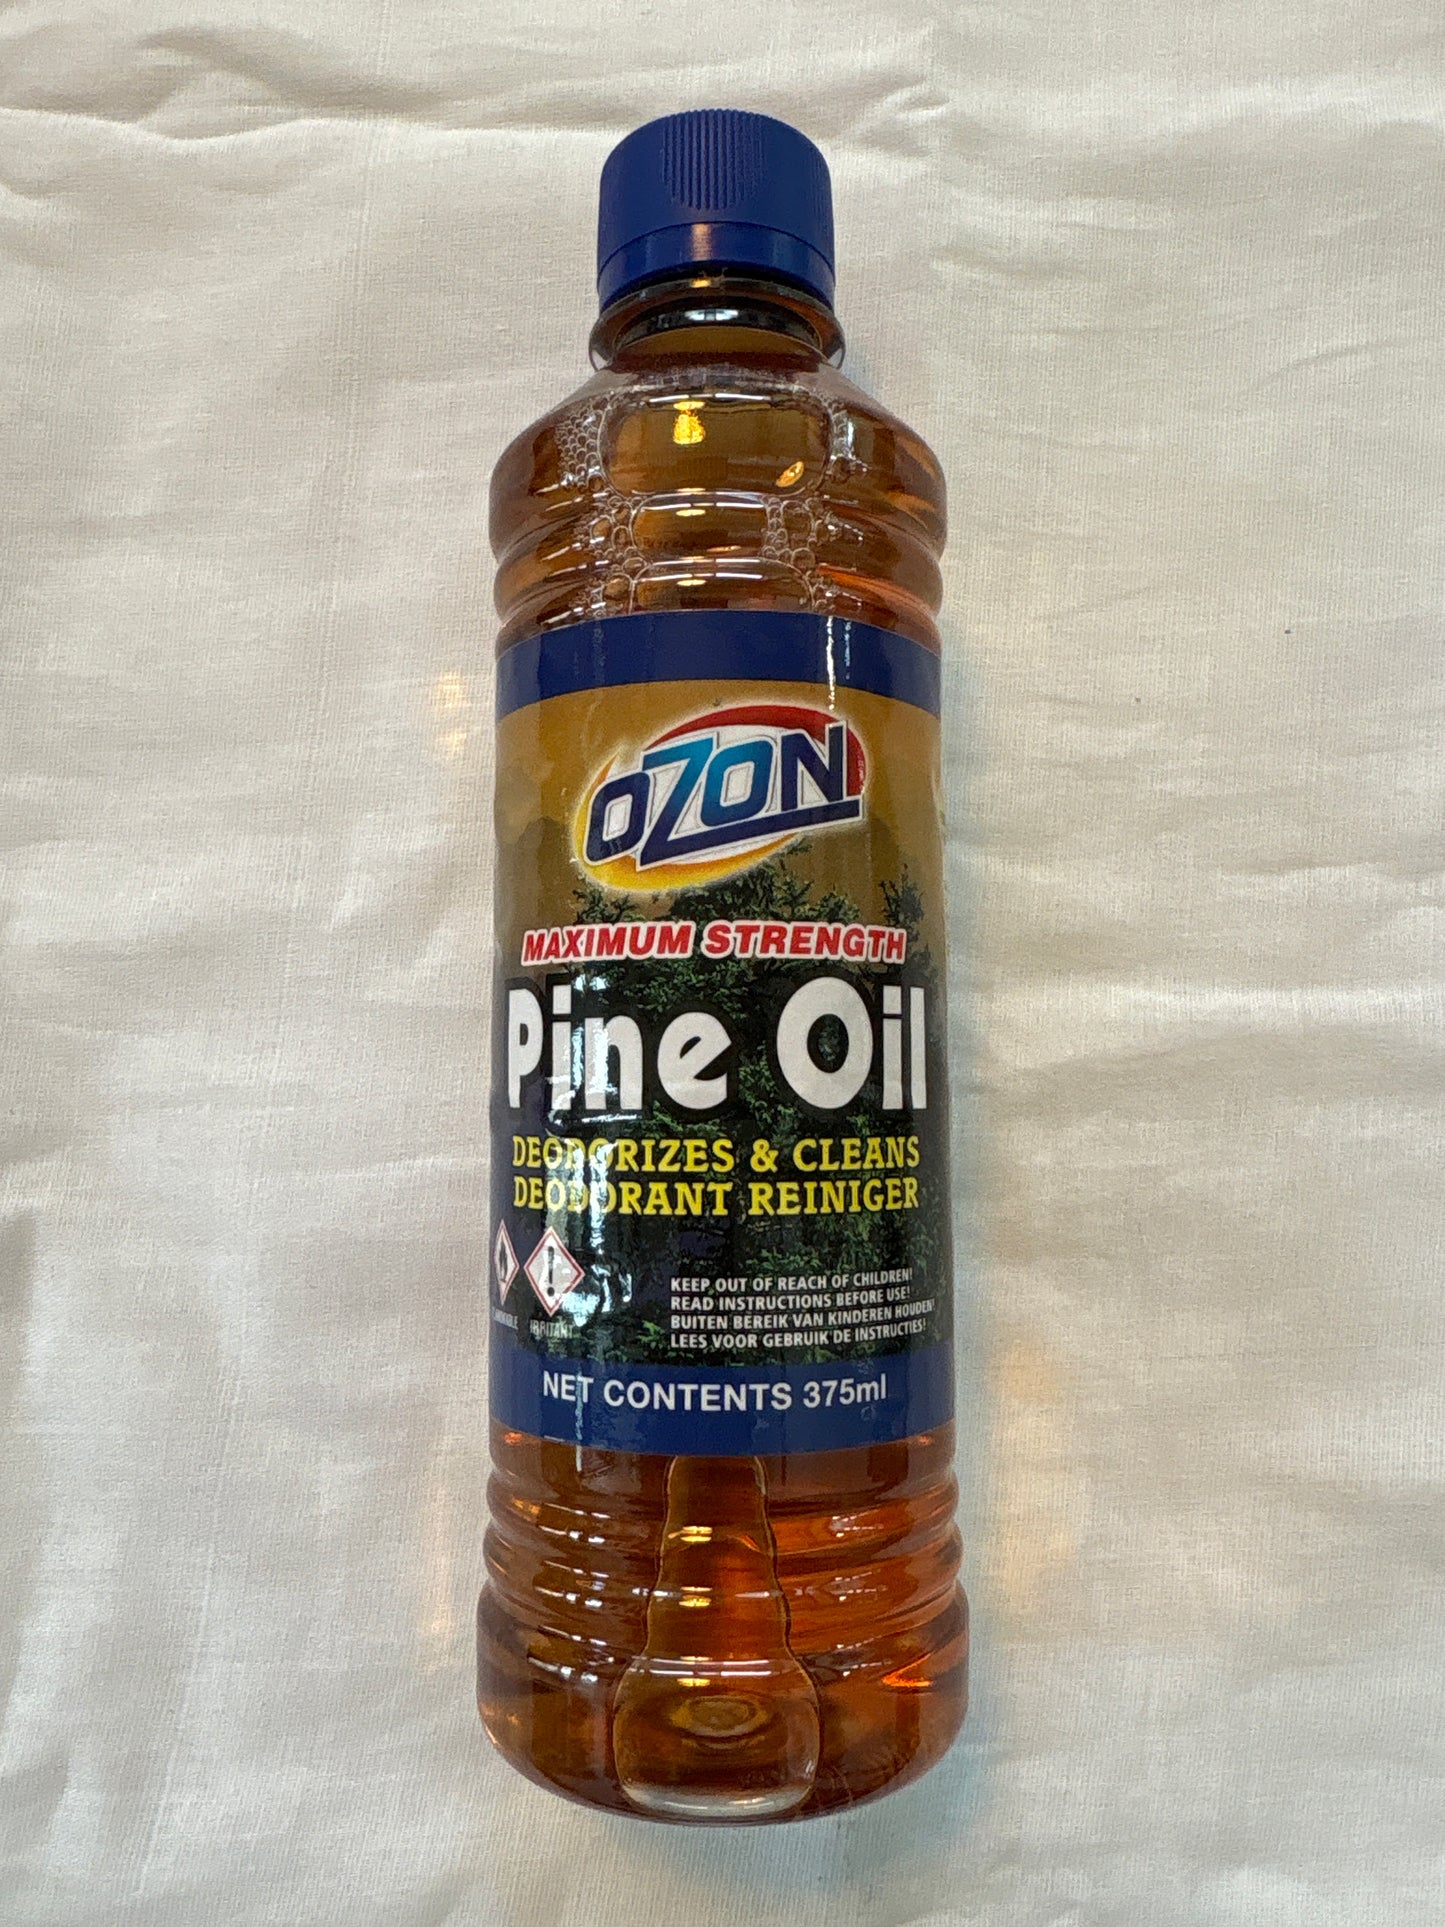 OZON
MAXIMUM STRENGTH
Pine Oil
DEODORIZES & CLEANS
DEODORANT REINIGER
IRRITANT
KEEP OUT OF REACH OF CHILDREN!
READ INSTRUCTIONS BEFORE USE!
BUITEN BEREIK VAN KINDEREN HOUDEN!
LEES VOOR GEBRUIK DE INSTRUCTIES!
NET CONTENTS 375ml